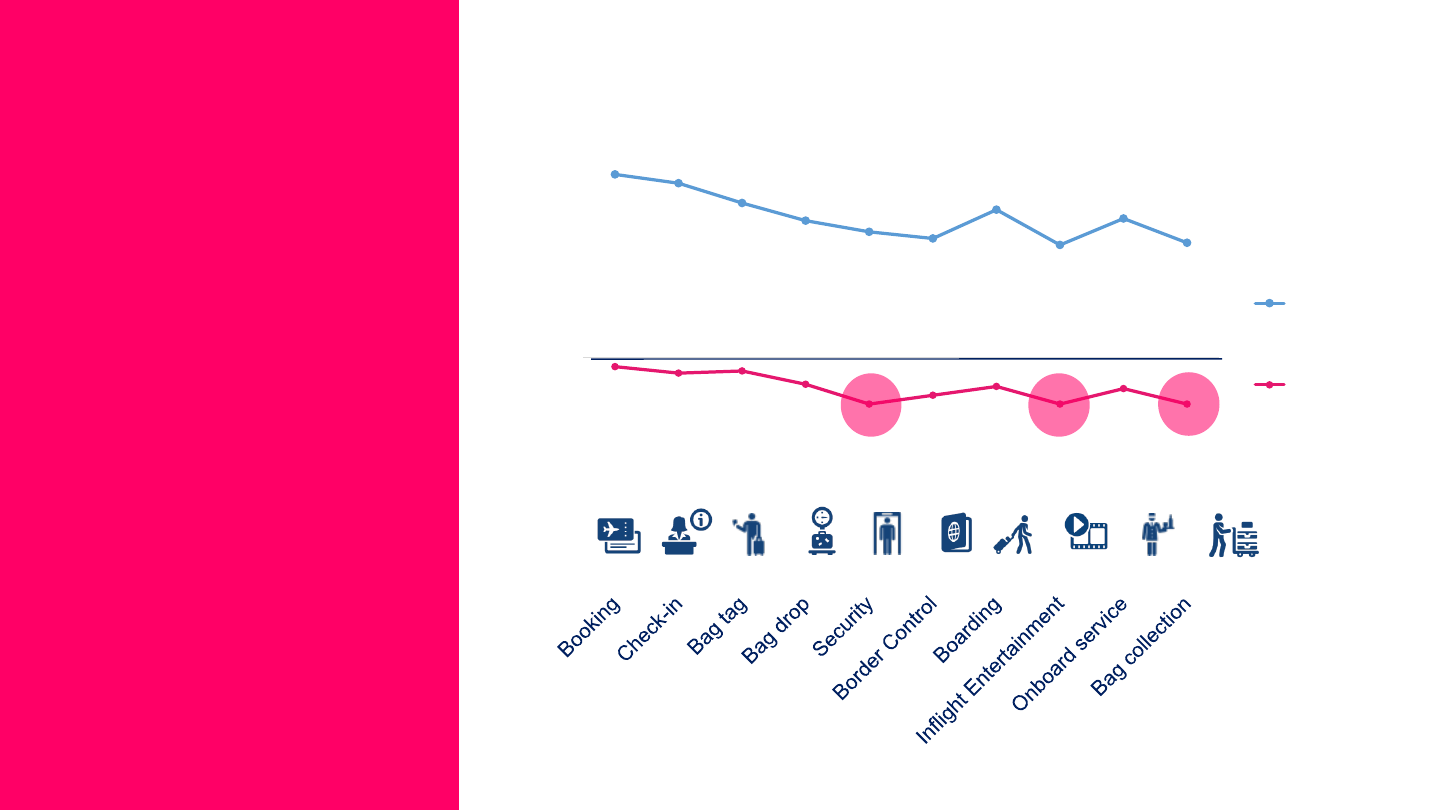 Booking
Check-in
Bag tag
Bag drop
Security
Border Control
Boarding
Inflight Entertainment
Onboard service
Bag collection